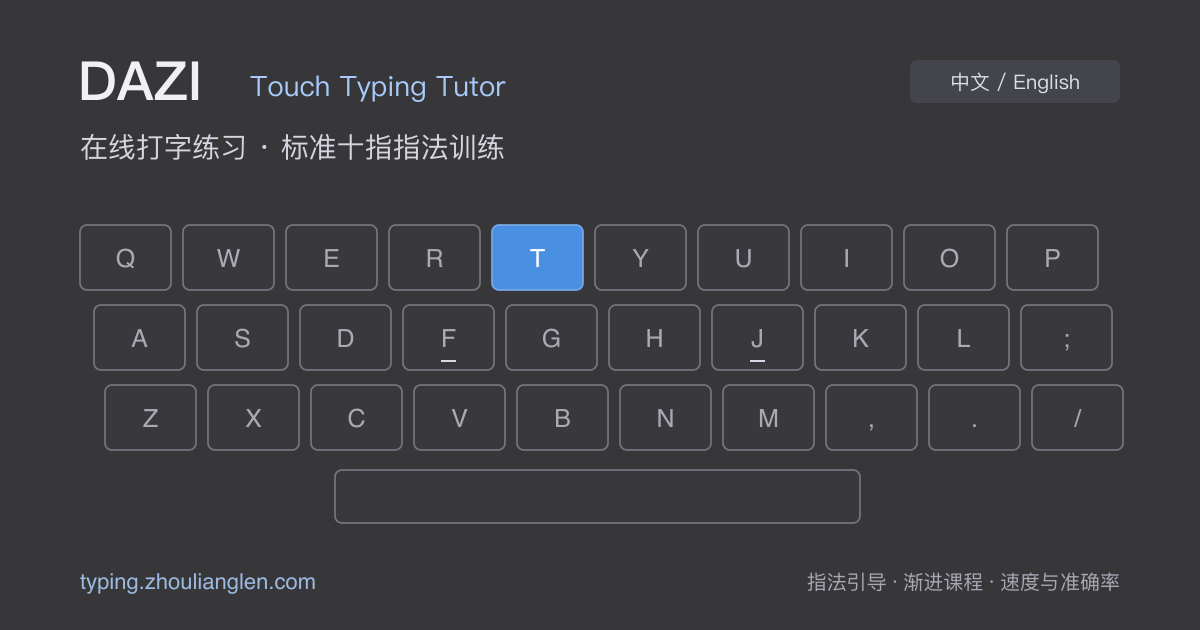 DAZI Touch Typing Tutor 中文 / English
在线打字练习 · 标准十指指法训练
Q W E R T Y U I O P
A S D F G H J K L ;
Z X C V B N M , . /
typing.zhoulianglen.com 指法引导 · 渐进课程 · 速度与准确率